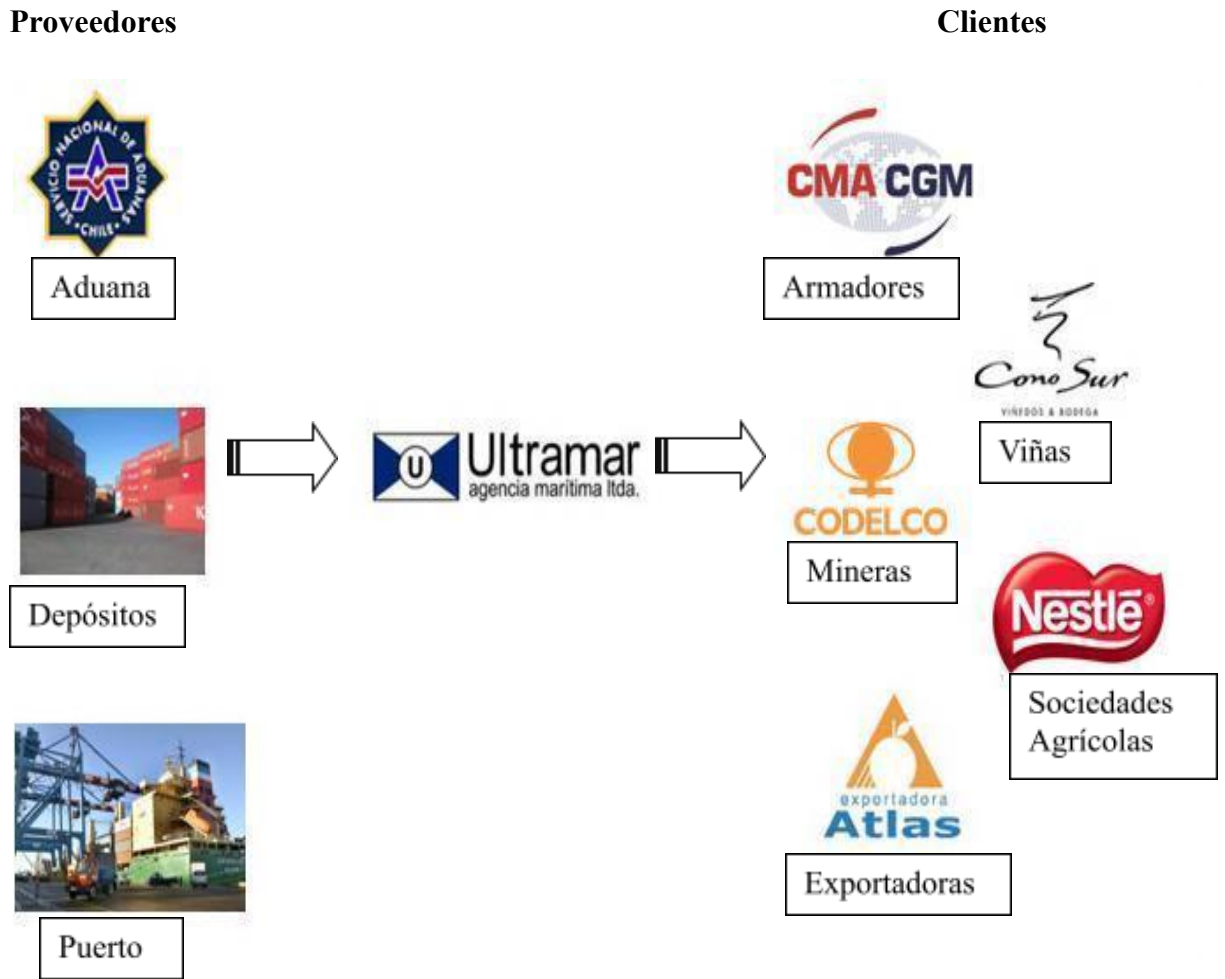 Proveedores
Clientes
SERVICIO NACIONAL DE ADUANAS
CHILE
Aduana
CMA CGM
Armadores
Cono Sur
VIÑEDOS & BODEGA
Viñas
Depósitos
U
Ultramar
agencia marítima ltda.
CODELCO
Mineras
Nestlé
Sociedades
Agrícolas
exportadora
Atlas
Exportadoras
Puerto